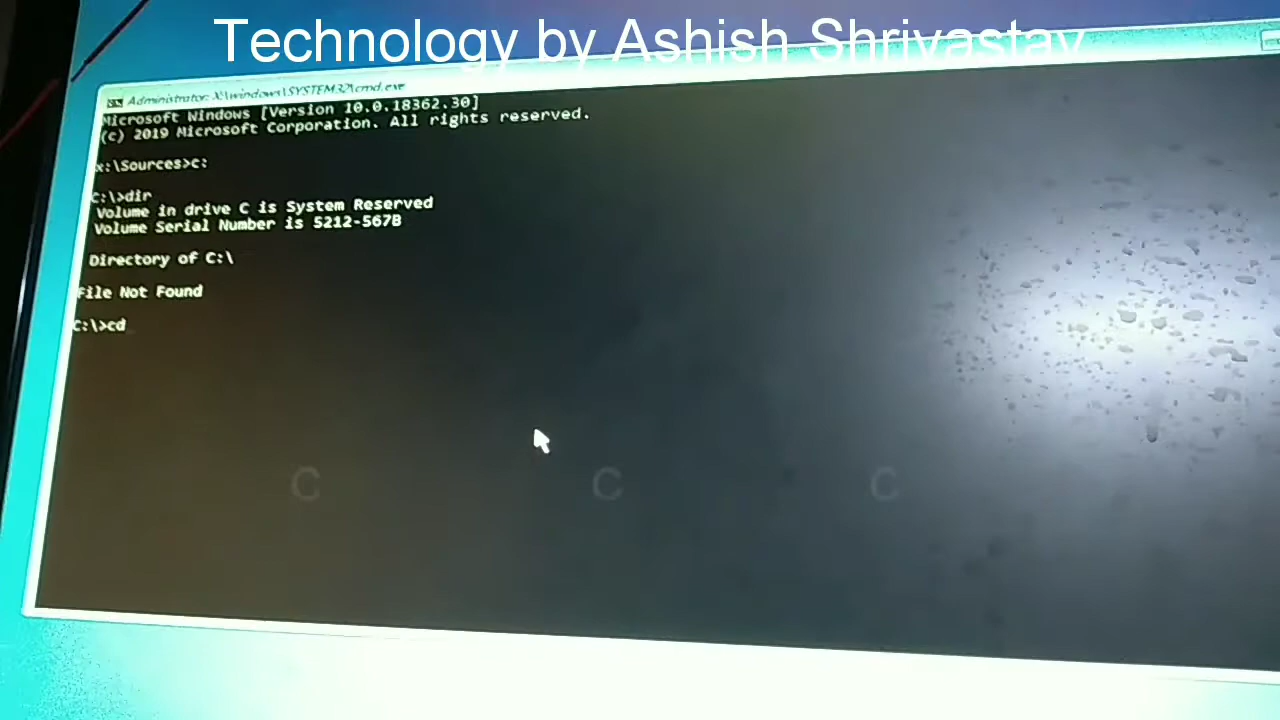 Technology by Ashish Shrivastav
Administrator: X:\windows\SYSTEM32\cmd.exe
Microsoft Windows [Version 10.0.18362.30]
(c) 2019 Microsoft Corporation. All rights reserved.
x:\Sources>c:
C:\>dir
Volume in drive C is System Reserved
Volume Serial Number is 5212-567B
Directory of C:\
File Not Found
C:\>cd
C C C